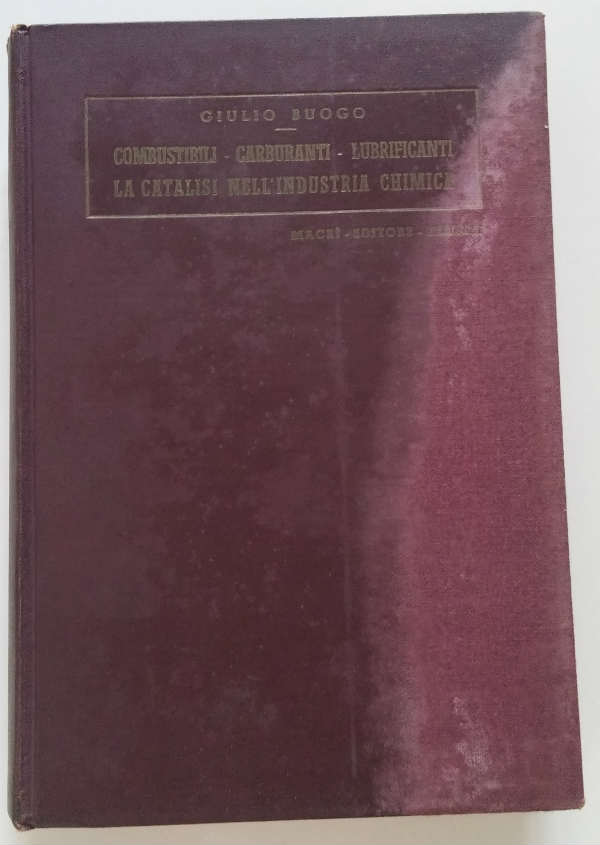 GIULIO BUOGO
COMBUSTIBILI - CARBURANTI - LUBRIFICANTI
LA CATALISI NELL'INDUSTRIA CHIMICA
MACRÌ - EDITORE -